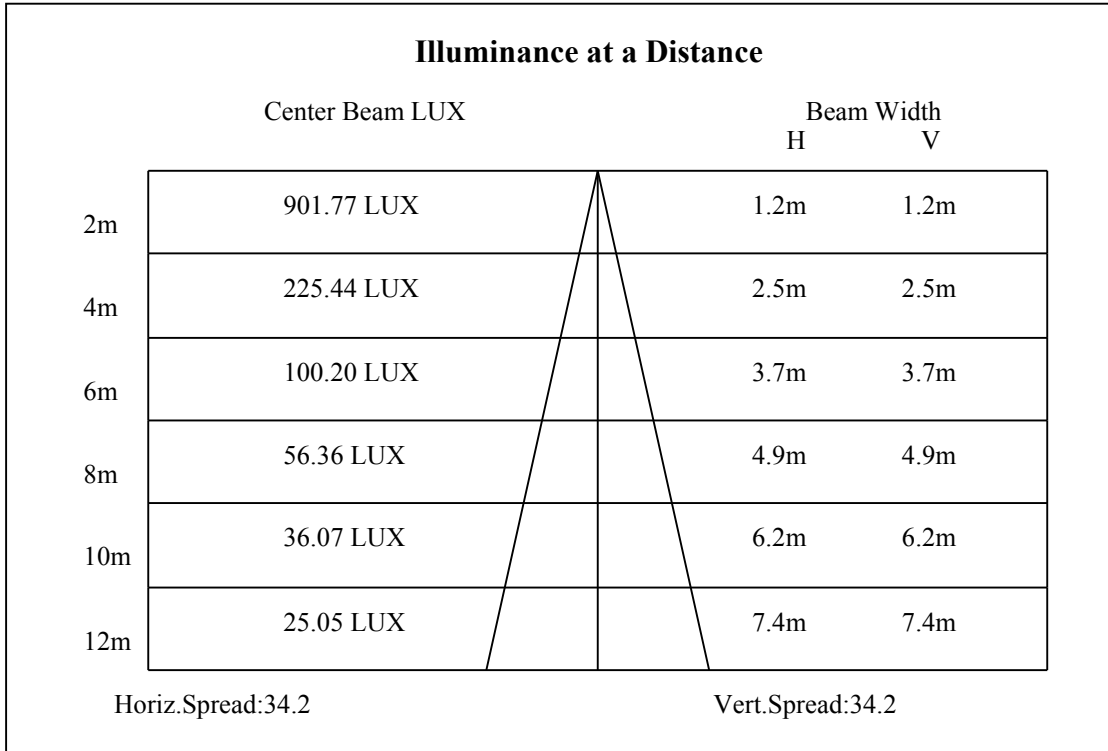 Illuminance at a Distance
Center Beam LUX Beam Width
H V
2m 901.77 LUX 1.2m 1.2m
4m 225.44 LUX 2.5m 2.5m
6m 100.20 LUX 3.7m 3.7m
8m 56.36 LUX 4.9m 4.9m
10m 36.07 LUX 6.2m 6.2m
12m 25.05 LUX 7.4m 7.4m
Horiz.Spread:34.2 Vert.Spread:34.2